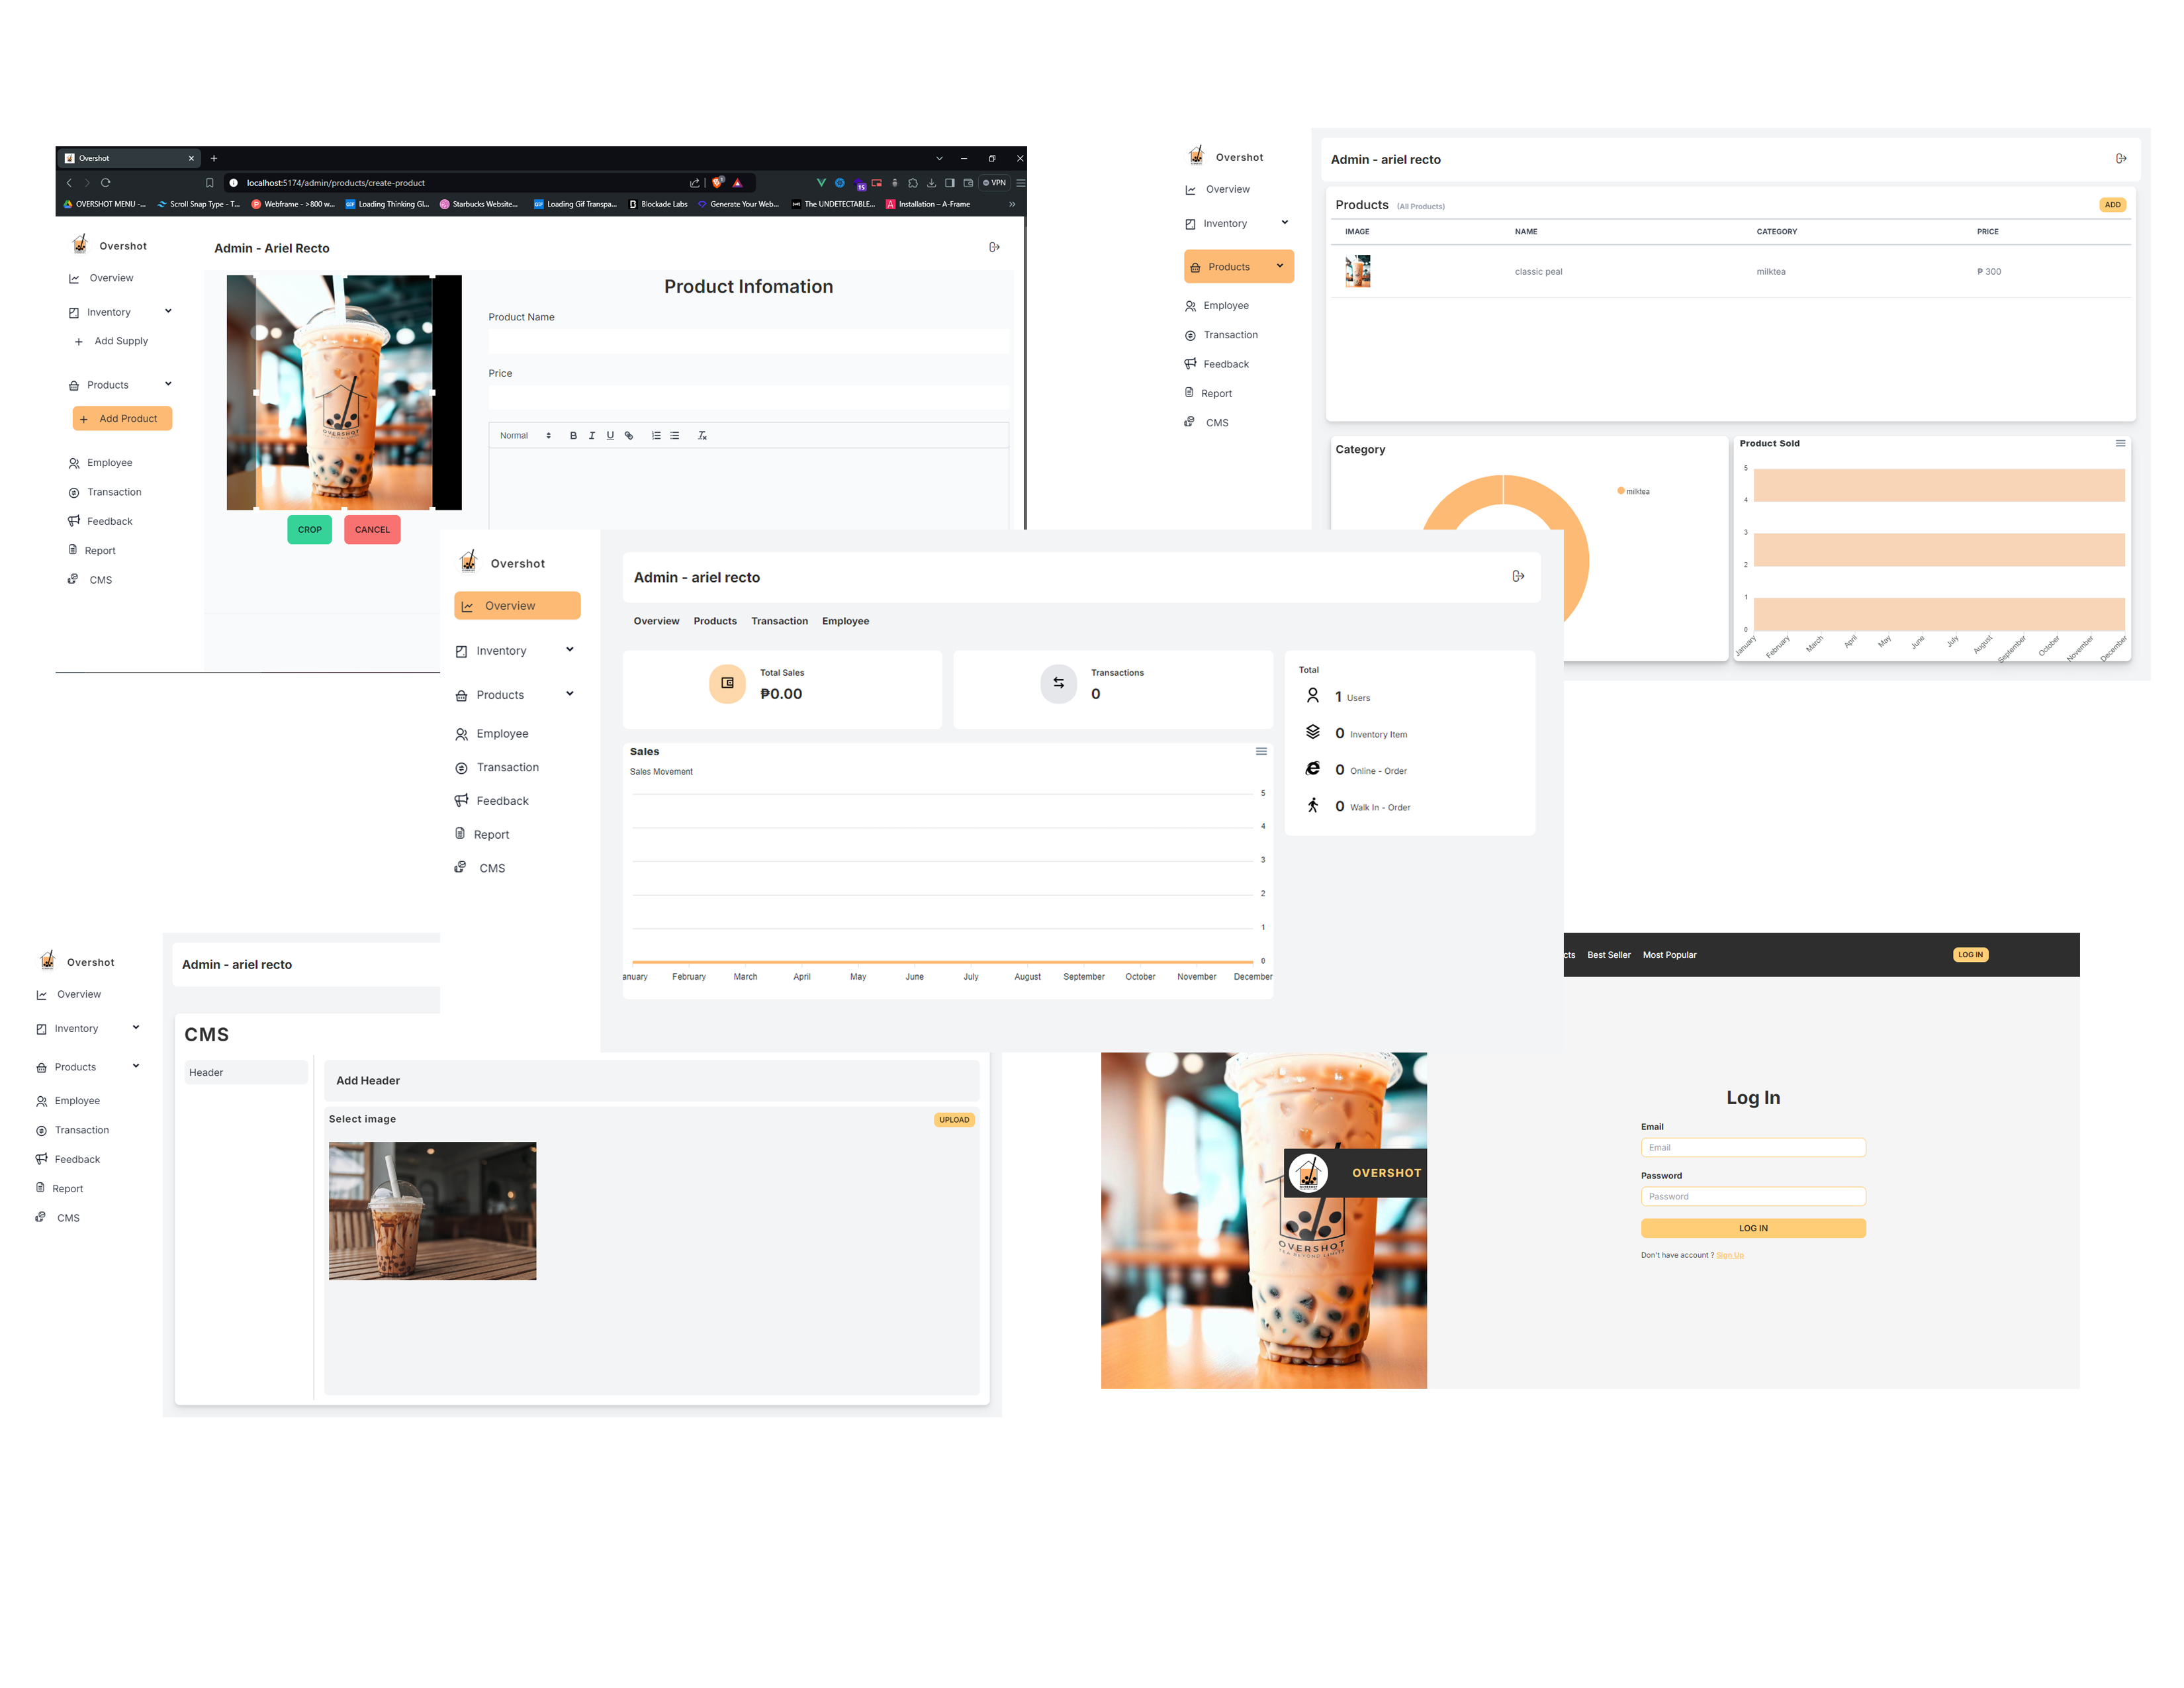 Overshot
localhost:5174/admin/products/create-product
15
VPN
OVERSHOT MENU -...
Scroll Snap Type - T...
Webframe - >800 w...
Loading Thinking GI...
Starbucks Website...
Loading Gif Transpa...
Blockade Labs
Generate Your Web...
The UNDETECTABLE...
Installation – A-Frame
Overshot
Overview
Inventory
Add Supply
Products
Add Product
Employee
Transaction
Feedback
Report
CMS
Admin - Ariel Recto
OVERSHOT
CROP
CANCEL
Product Infomation
Product Name
Price
Normal
Overshot
Overview
Inventory
Products
Employee
Transaction
Feedback
Report
CMS
Admin - ariel recto
Products (All Products)
ADD
IMAGE NAME CATEGORY PRICE
classic peal milktea ₱ 300
Category
milktea
Product Sold
5
4
3
2
1
0
January February March April May June July August September October November December
Overshot
Overview
Inventory
Products
Employee
Transaction
Feedback
Report
CMS
Admin - ariel recto
Overview Products Transaction Employee
Total Sales
₱0.00
Transactions
0
Total
1 Users
0 Inventory Item
0 Online - Order
0 Walk In - Order
Sales
Sales Movement
5
4
3
2
1
0
anuary February March April May June July August September October November December
Overshot
Overview
Inventory
Products
Employee
Transaction
Feedback
Report
CMS
Admin - ariel recto
CMS
Header
Add Header
Select image
UPLOAD
cts Best Seller Most Popular
LOG IN
OVERSHOT
OVERSHOT
TEA BEYOND LIMITS
Log In
Email
Email
Password
Password
LOG IN
Don't have account ? Sign Up